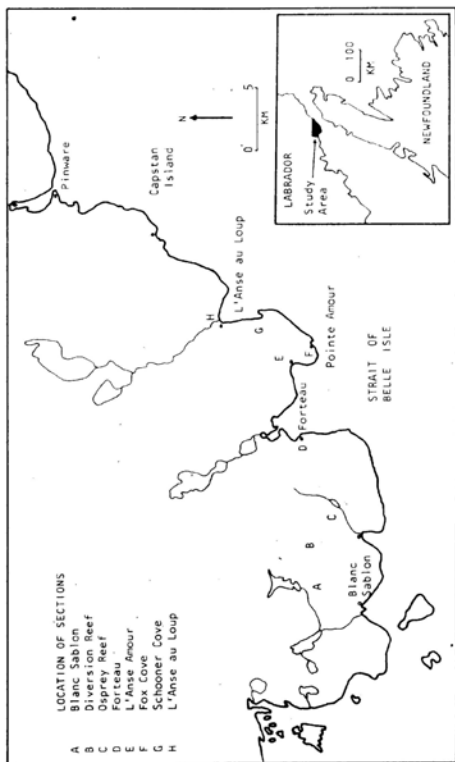 LOCATION OF SECTIONS
A Blanc Sablon
B Diversion Reef
C Osprey Reef
D Forteau
E L'Anse Amour
F Fox Cove
G Schooner Cove
H L'Anse au Loup
Pinware
Capstan
Island
N
0 5
KM
H
L'Anse au Loup
G
E
F
Pointe Amour
Forteau
D
STRAIT OF
BELLE ISLE
C
B
A
Blanc
Sablon
LABRADOR
Study
Area
0 100
KM.
NEWFOUNDLAND